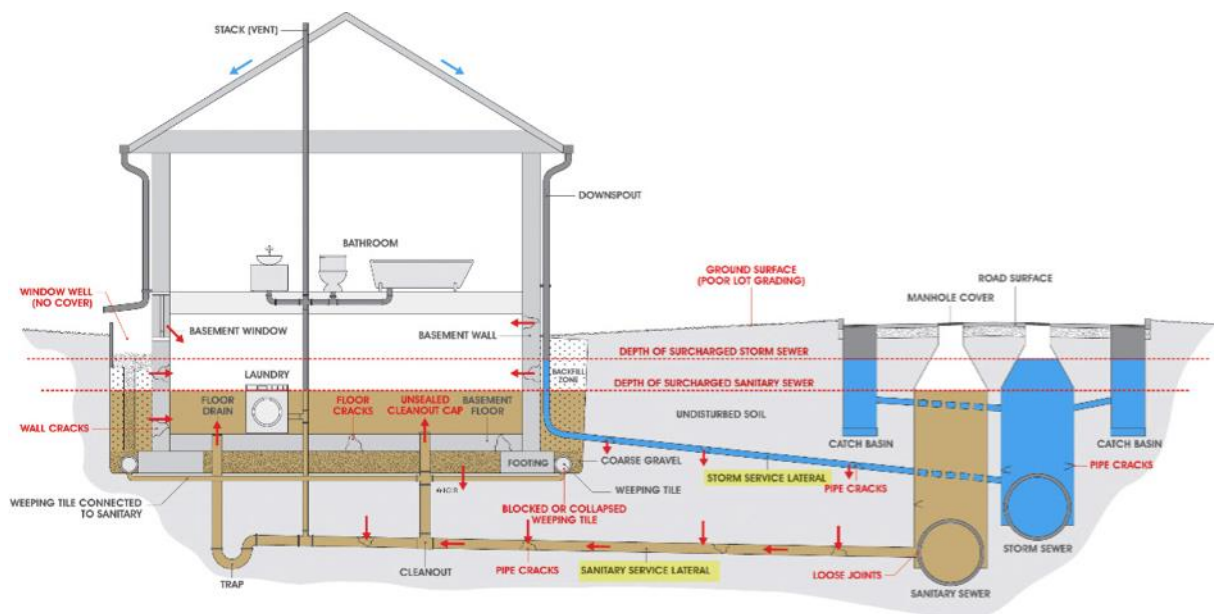 STACK (VENT)
DOWNSPOUT
BATHROOM
WINDOW WELL
(NO COVER)
BASEMENT WINDOW
BASEMENT WALL
GROUND SURFACE
(POOR LOT GRADING)
ROAD SURFACE
MANHOLE COVER
DEPTH OF SURCHARGED STORM SEWER
BACKFILL
ZONE
DEPTH OF SURCHARGED SANITARY SEWER
LAUNDRY
FLOOR
DRAIN
FLOOR
CRACKS
UNSEALED
CLEANOUT CAP
BASEMENT
FLOOR
WALL CRACKS
UNDISTURBED SOIL
CATCH BASIN
CATCH BASIN
FOOTING
COARSE GRAVEL
STORM SERVICE LATERAL
PIPE CRACKS
PIPE CRACKS
WEEPING TILE CONNECTED
TO SANITARY
WEEPING TILE
BLOCKED OR COLLAPSED
WEEPING TILE
STORM SEWER
TRAP
CLEANOUT
PIPE CRACKS
SANITARY SERVICE LATERAL
LOOSE JOINTS
SANITARY SEWER